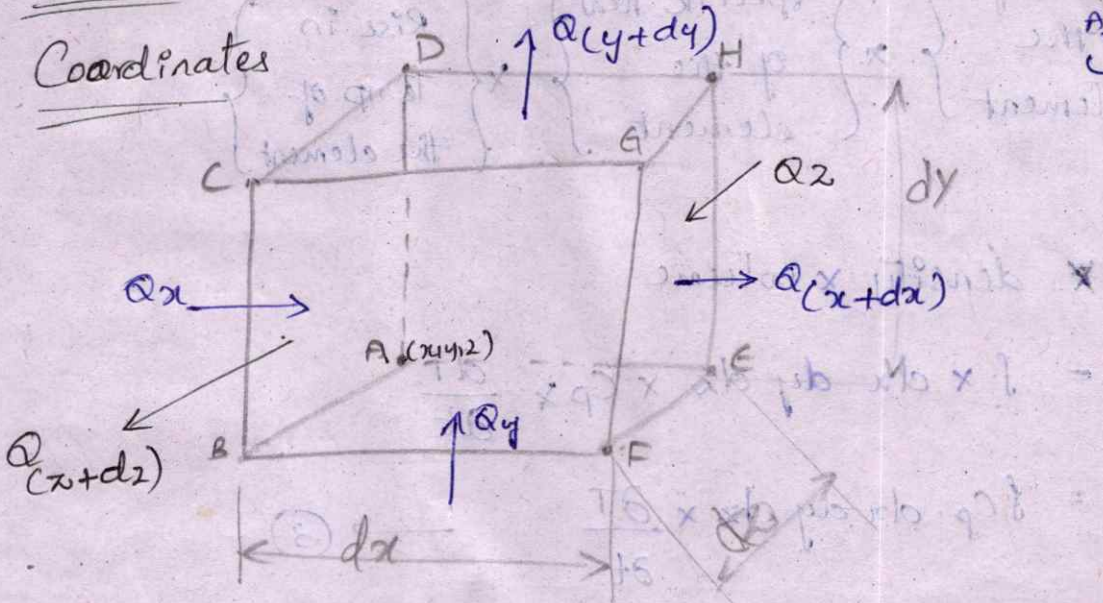 Coordinates
D
Q(y+dy)
H
C
G
Qz
dy
Qx
Q(x+dx)
A (x,y,z)
E
Q(z+dz)
B
Qy
F
dx